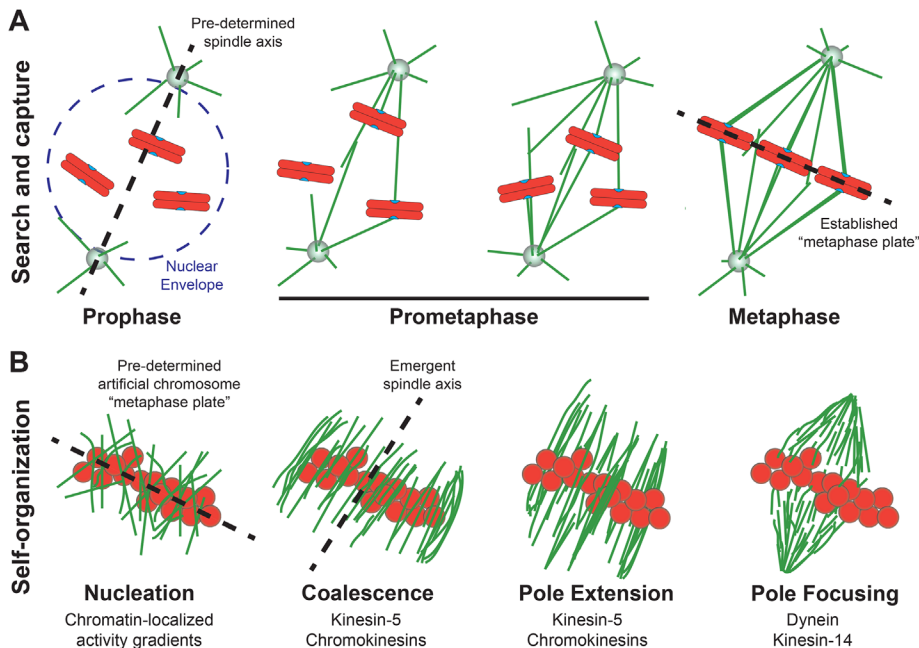 A
Search and capture
Pre-determined
spindle axis
Nuclear
Envelope
Established
“metaphase plate”
Prophase
Prometaphase
Metaphase
B
Self-organization
Pre-determined
artificial chromosome
“metaphase plate”
Emergent
spindle axis
Nucleation
Chromatin-localized
activity gradients
Coalescence
Kinesin-5
Chromokinesins
Pole Extension
Kinesin-5
Chromokinesins
Pole Focusing
Dynein
Kinesin-14